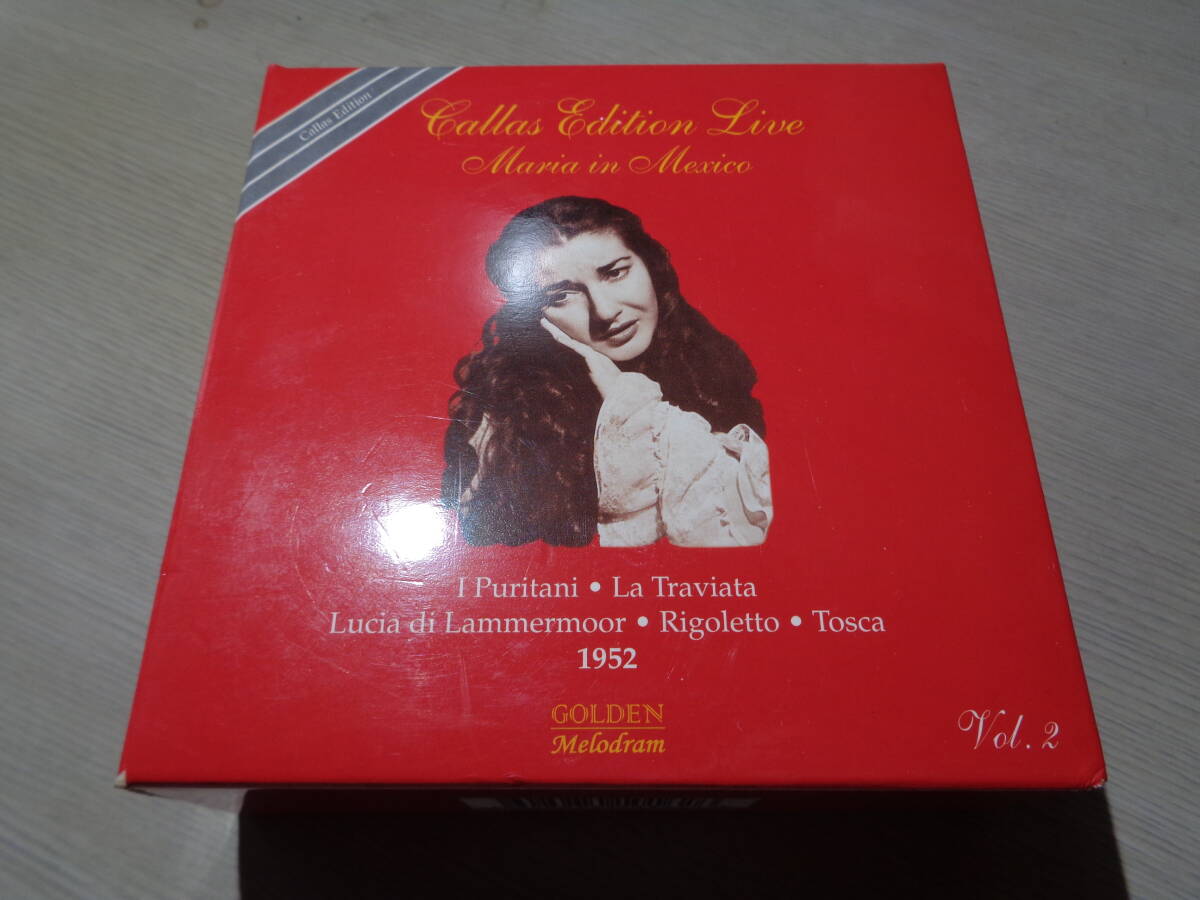 Callas Edition
Callas Edition Live
Maria in Mexico
I Puritani • La Traviata
Lucia di Lammermoor • Rigoletto • Tosca
1952
GOLDEN
Melodram
Vol. 2